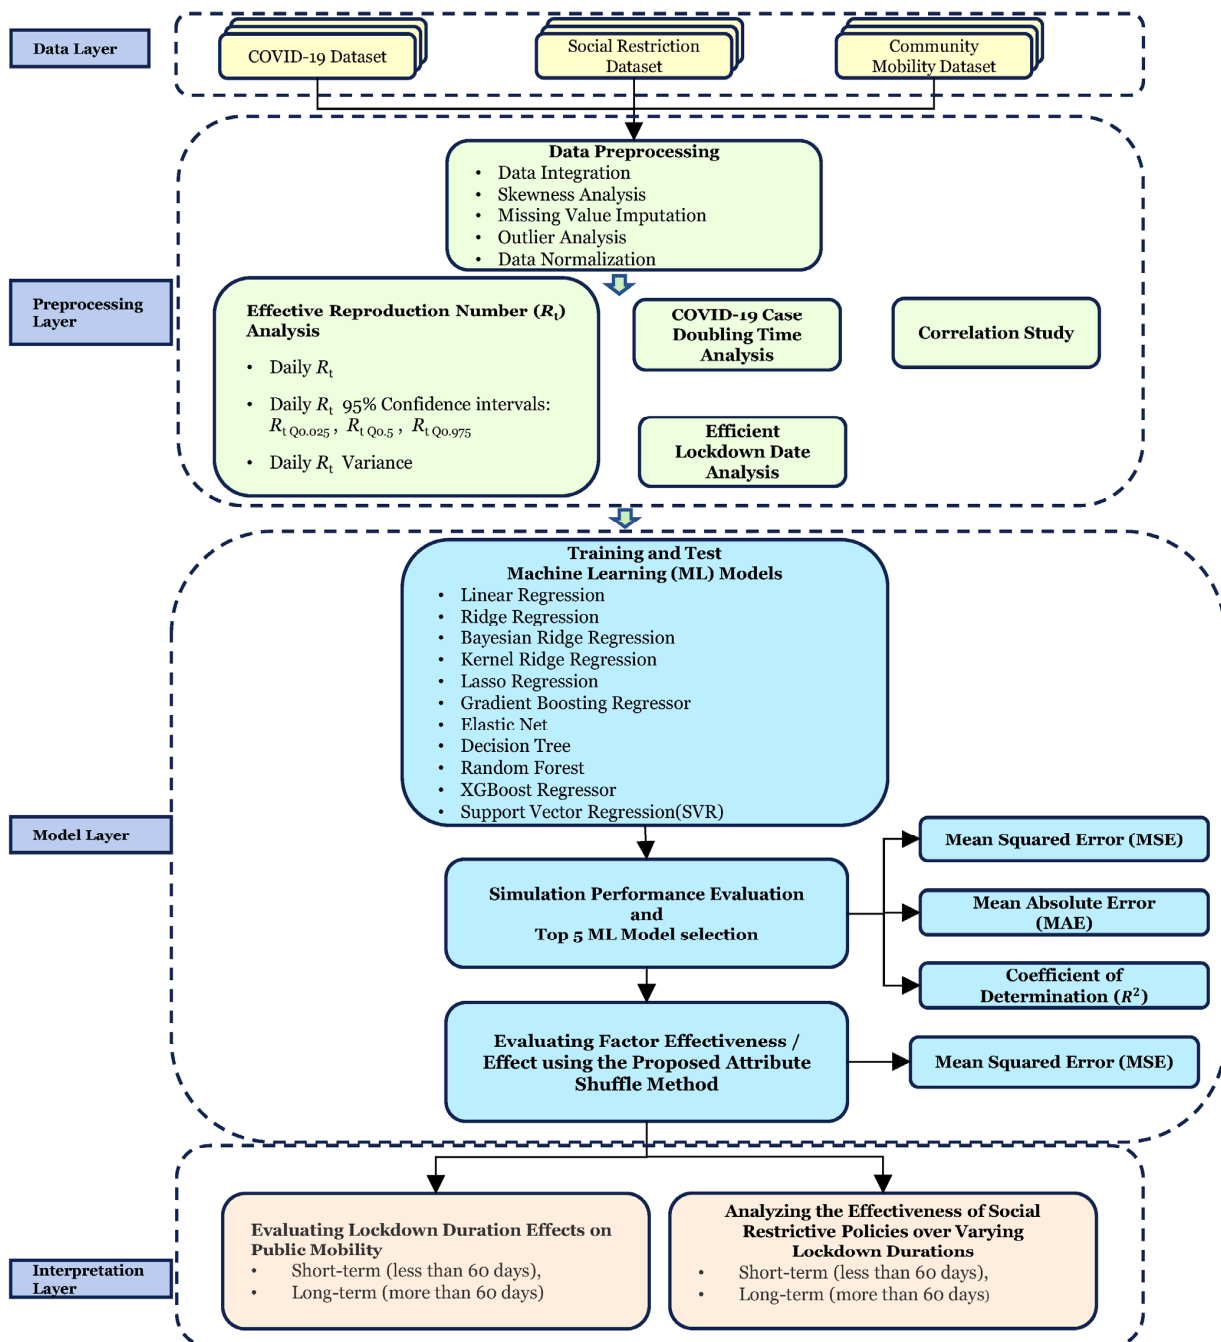 Data Layer
COVID-19 Dataset
Social Restriction
Dataset
Community
Mobility Dataset
Preprocessing
Layer
Data Preprocessing
• Data Integration
• Skewness Analysis
• Missing Value Imputation
• Outlier Analysis
• Data Normalization
Effective Reproduction Number (Rt)
Analysis
• Daily Rt
• Daily Rt 95% Confidence intervals:
Rt Q0.025 , Rt Q0.5 , Rt Q0.975
• Daily Rt Variance
COVID-19 Case
Doubling Time
Analysis
Correlation Study
Efficient
Lockdown Date
Analysis
Model Layer
Training and Test
Machine Learning (ML) Models
• Linear Regression
• Ridge Regression
• Bayesian Ridge Regression
• Kernel Ridge Regression
• Lasso Regression
• Gradient Boosting Regressor
• Elastic Net
• Decision Tree
• Random Forest
• XGBoost Regressor
• Support Vector Regression(SVR)
Simulation Performance Evaluation
and
Top 5 ML Model selection
Mean Squared Error (MSE)
Mean Absolute Error
(MAE)
Coefficient of
Determination (R²)
Evaluating Factor Effectiveness /
Effect using the Proposed Attribute
Shuffle Method
Mean Squared Error (MSE)
Interpretation
Layer
Evaluating Lockdown Duration Effects on
Public Mobility
• Short-term (less than 60 days),
• Long-term (more than 60 days)
Analyzing the Effectiveness of Social
Restrictive Policies over Varying
Lockdown Durations
• Short-term (less than 60 days),
• Long-term (more than 60 days)